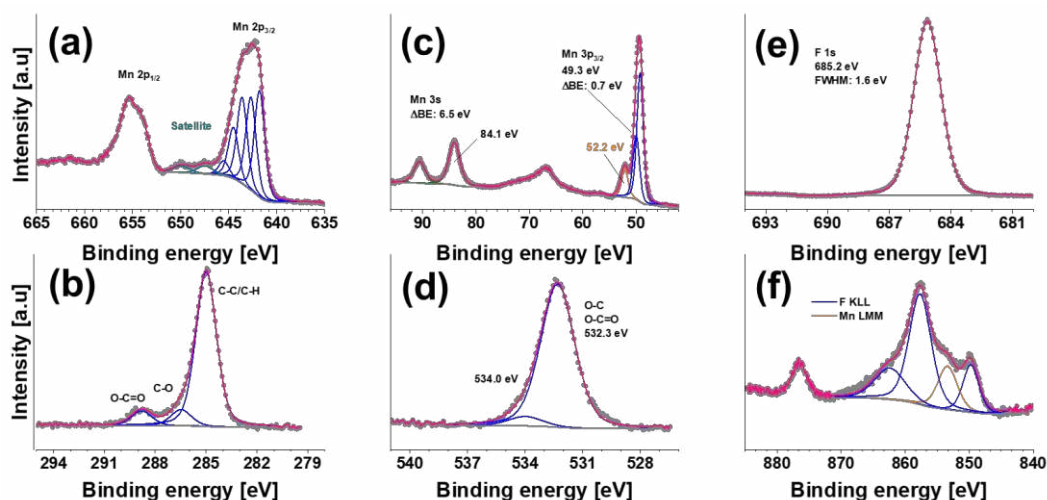 (a)
Mn 2p3/2
Mn 2p1/2
Satellite
Intensity [a.u]
665 660 655 650 645 640 635
Binding energy [eV]
(c)
Mn 3p3/2
49.3 eV
ΔBE: 0.7 eV
Mn 3s
ΔBE: 6.5 eV
84.1 eV
52.2 eV
90 80 70 60 50
Binding energy [eV]
(e)
F 1s
685.2 eV
FWHM: 1.6 eV
693 690 687 684 681
Binding energy [eV]
(b)
C-C/C-H
C-O
O-C=O
Intensity [a.u]
294 291 288 285 282 279
Binding energy [eV]
(d)
O-C
O-C=O
532.3 eV
534.0 eV
540 537 534 531 528
Binding energy [eV]
(f)
F KLL
Mn LMM
880 870 860 850 840
Binding energy [eV]